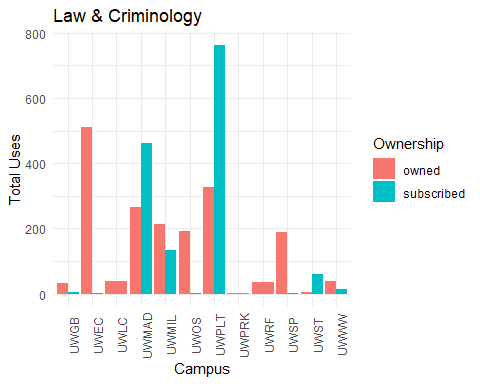 Law & Criminology
800
600
400
200
0
Total Uses
UWGB
UWEC
UWLC
UWMAD
UWMIL
UWOS
UWPLT
UWPRK
UWRF
UWSP
UWST
UWWW
Campus
Ownership
owned
subscribed